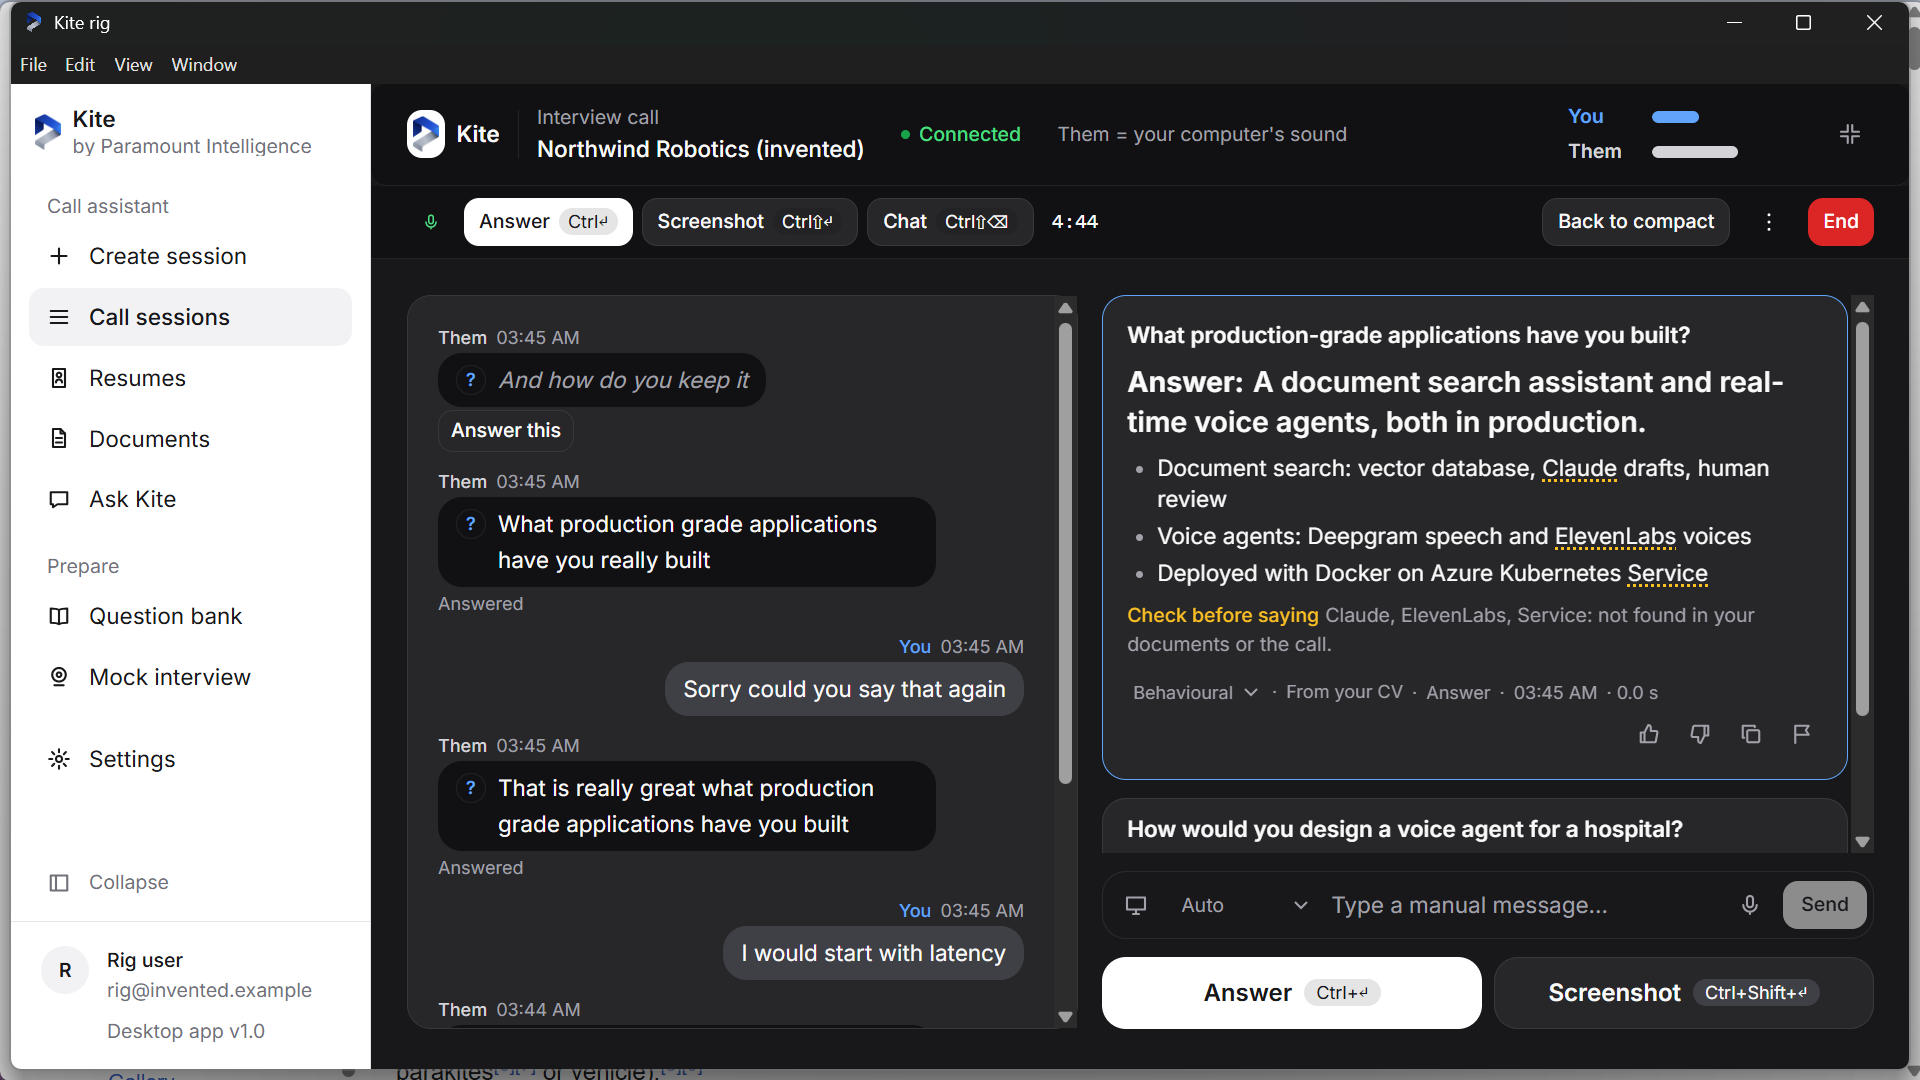 Kite rig
File Edit View Window
Kite
by Paramount Intelligence
Call assistant
Create session
Call sessions
Resumes
Documents
Ask Kite
Prepare
Question bank
Mock interview
Settings
Collapse
R
Rig user
rig@invented.example
Desktop app v1.0
Kite
Interview call
Northwind Robotics (invented)
Connected
Them = your computer's sound
You
Them
Answer Ctrl↵
Screenshot Ctrl⇧↵
Chat Ctrl⇧⌫
4:44
Back to compact
End
Them 03:45 AM
? And how do you keep it
Answer this
Them 03:45 AM
? What production grade applications
have you really built
Answered
You 03:45 AM
Sorry could you say that again
Them 03:45 AM
? That is really great what production
grade applications have you built
Answered
You 03:45 AM
I would start with latency
Them 03:44 AM
What production-grade applications have you built?
Answer: A document search assistant and real-
time voice agents, both in production.
• Document search: vector database, Claude drafts, human
review
• Voice agents: Deepgram speech and ElevenLabs voices
• Deployed with Docker on Azure Kubernetes Service
Check before saying Claude, ElevenLabs, Service: not found in your
documents or the call.
Behavioural · From your CV · Answer · 03:45 AM · 0.0 s
How would you design a voice agent for a hospital?
Auto
Type a manual message...
Send
Answer Ctrl+↵
Screenshot Ctrl+Shift+↵